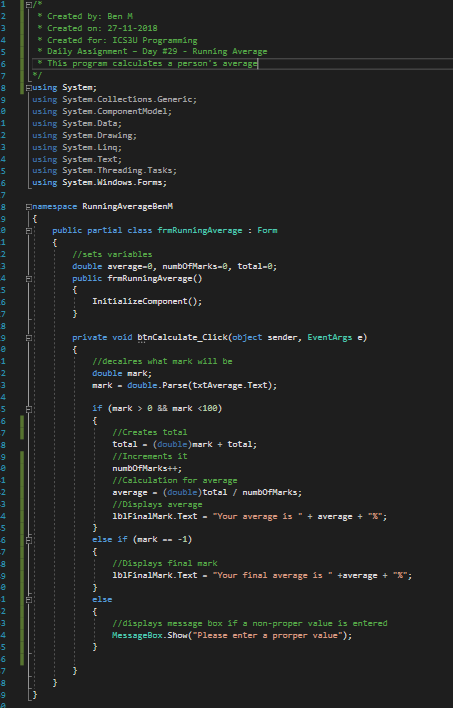 1 /*
2 * Created by: Ben M
3 * Created on: 27-11-2018
4 * Created for: ICS3U Programming
5 * Daily Assignment - Day #29 - Running Average
6 * This program calculates a person's average
7 */
8 using System;
9 using System.Collections.Generic;
0 using System.ComponentModel;
1 using System.Data;
2 using System.Drawing;
3 using System.Linq;
4 using System.Text;
5 using System.Threading.Tasks;
6 using System.Windows.Forms;
7
8 namespace RunningAverageBenM
9 {
0 public partial class frmRunningAverage : Form
1 {
2 //sets variables
3 double average=0, numbOfMarks=0, total=0;
4 public frmRunningAverage()
5 {
6 InitializeComponent();
7 }
8
9 private void btnCalculate_Click(object sender, EventArgs e)
0 {
1 //decalres what mark will be
2 double mark;
3 mark = double.Parse(txtAverage.Text);
4
5 if (mark > 0 && mark <100)
6 {
7 //Creates total
8 total = (double)mark + total;
9 //Increments it
0 numbOfMarks++;
1 //Calculation for average
2 average = (double)total / numbOfMarks;
3 //Displays average
4 lblFinalMark.Text = "Your average is " + average + "%";
5 }
6 else if (mark == -1)
7 {
8 //Displays final mark
9 lblFinalMark.Text = "Your final average is " +average + "%";
0 }
1 else
2 {
3 //displays message box if a non-proper value is entered
4 MessageBox.Show("Please enter a prorper value");
5 }
6
7 }
8 }
9 }
0